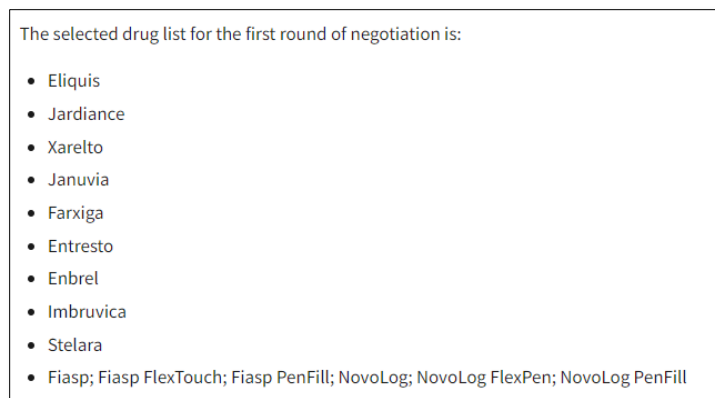 The selected drug list for the first round of negotiation is:
• Eliquis
• Jardiance
• Xarelto
• Januvia
• Farxiga
• Entresto
• Enbrel
• Imbruvica
• Stelara
• Fiasp; Fiasp FlexTouch; Fiasp PenFill; NovoLog; NovoLog FlexPen; NovoLog PenFill